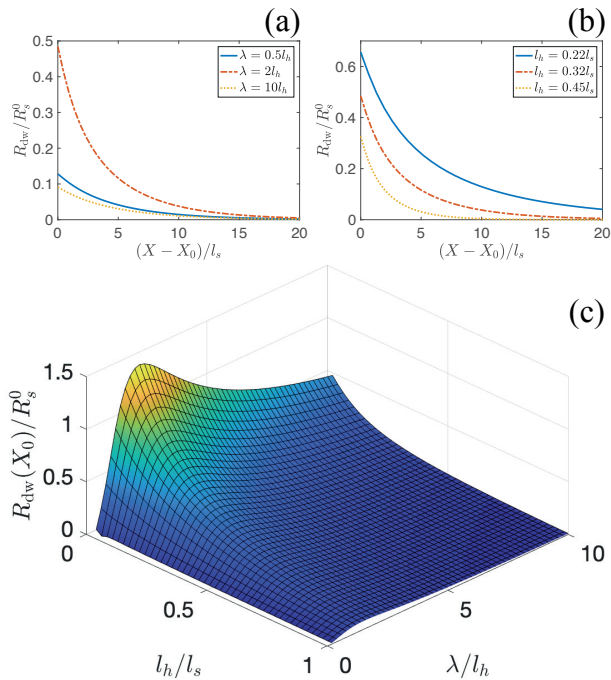 (a)
0.5
0.4
0.3
0.2
0.1
0
R_dw/R_s^0
λ = 0.5l_h
λ = 2l_h
λ = 10l_h
0 5 10 15 20
(X − X_0)/l_s
(b)
0.6
0.4
0.2
0
R_dw/R_s^0
l_h = 0.22l_s
l_h = 0.32l_s
l_h = 0.45l_s
0 5 10 15 20
(X − X_0)/l_s
(c)
1.5
1
0.5
0
R_dw(X_0)/R_s^0
0
0.5
1
l_h/l_s
0
5
10
λ/l_h